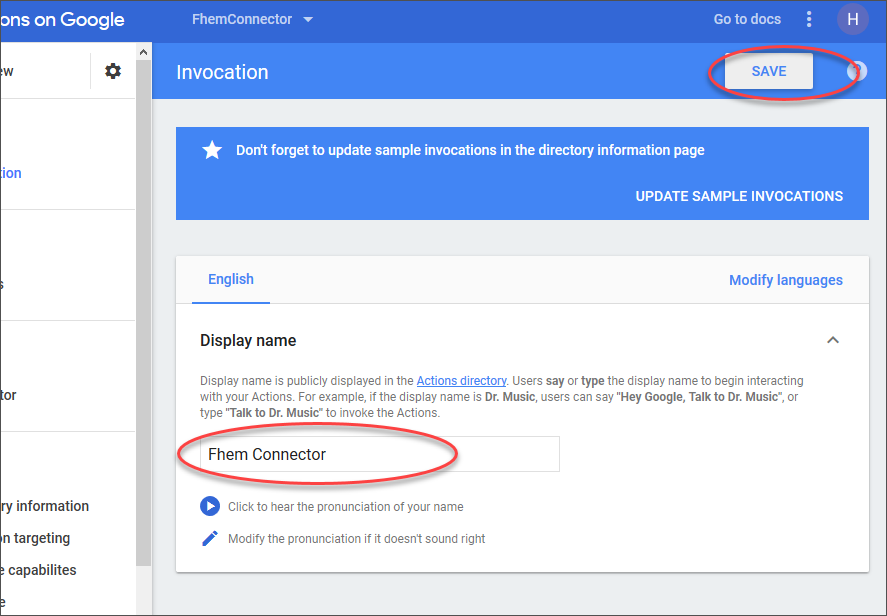 ons on Google
FhemConnector
Go to docs
H
ew
Invocation
SAVE
?
Don't forget to update sample invocations in the directory information page
tion
UPDATE SAMPLE INVOCATIONS
s
English
Modify languages
Display name
Display name is publicly displayed in the Actions directory. Users say or type the display name to begin interacting
with your Actions. For example, if the display name is Dr. Music, users can say "Hey Google, Talk to Dr. Music", or
type "Talk to Dr. Music" to invoke the Actions.
tor
Fhem Connector
ry information
Click to hear the pronunciation of your name
on targeting
Modify the pronunciation if it doesn't sound right
e capabilites
e